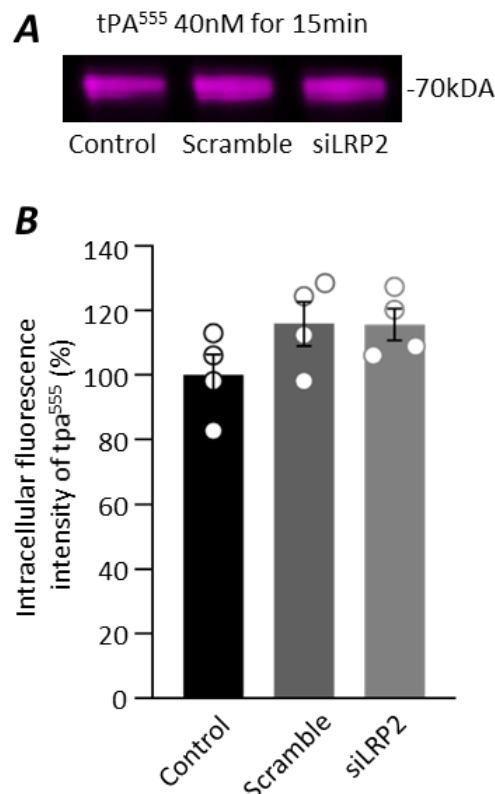 A
tPA⁵⁵⁵ 40nM for 15min
-70kDA
Control Scramble siLRP2
B
Intracellular fluorescence
intensity of tpa⁵⁵⁵ (%)
140
120
100
80
60
40
20
0
Control
Scramble
siLRP2